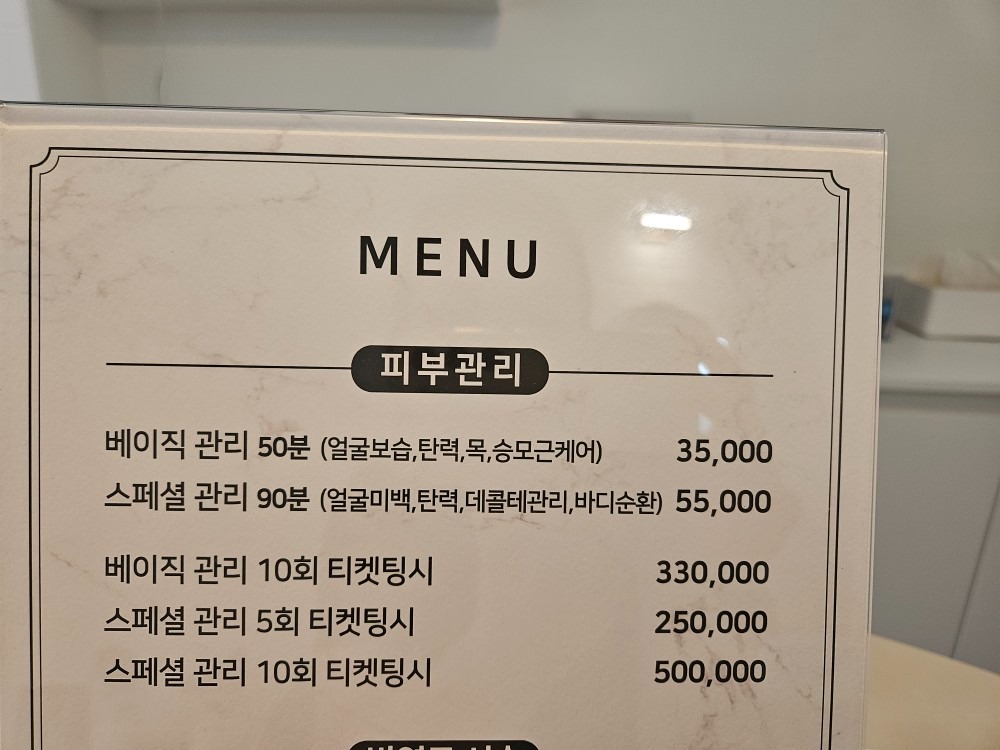 MENU
피부관리
베이직 관리 50분 (얼굴보습,탄력,목,승모근케어) 35,000
스페셜 관리 90분 (얼굴미백,탄력,데콜테관리,바디순환) 55,000
베이직 관리 10회 티켓팅시 330,000
스페셜 관리 5회 티켓팅시 250,000
스페셜 관리 10회 티켓팅시 500,000